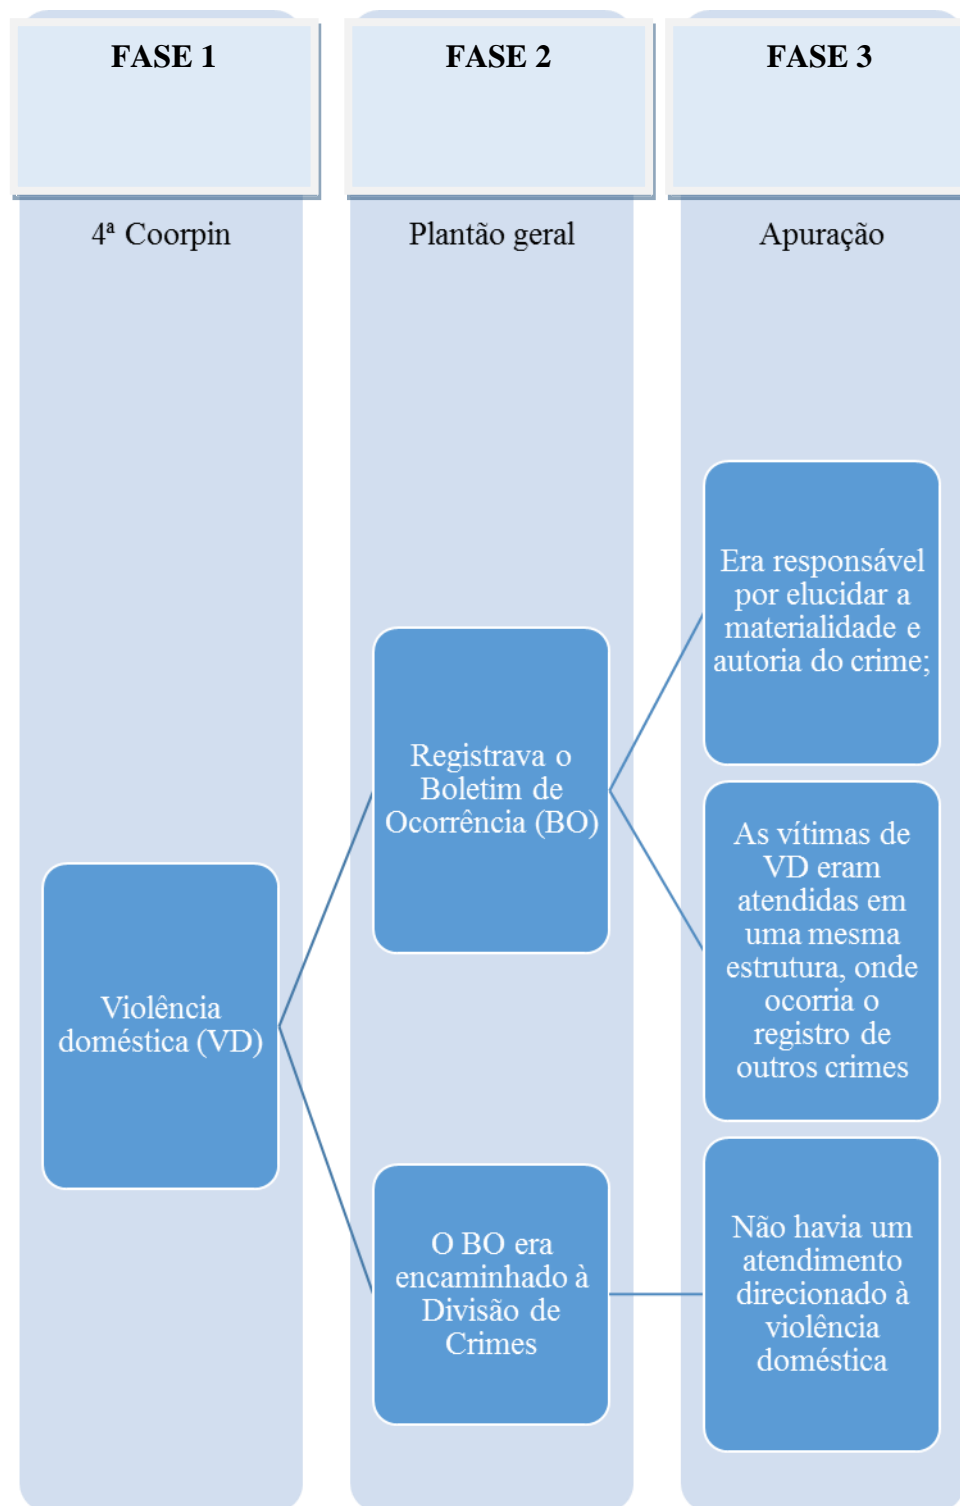 FASE 1
FASE 2
FASE 3
4ª Coorpin
Plantão geral
Apuração
Violência
doméstica (VD)
Registrava o
Boletim de
Ocorrência (BO)
O BO era
encaminhado à
Divisão de
Crimes
Era responsável
por elucidar a
materialidade e
autoria do crime;
As vítimas de
VD eram
atendidas em
uma mesma
estrutura, onde
ocorria o
registro de
outros crimes
Não havia um
atendimento
direcionado à
violência
doméstica